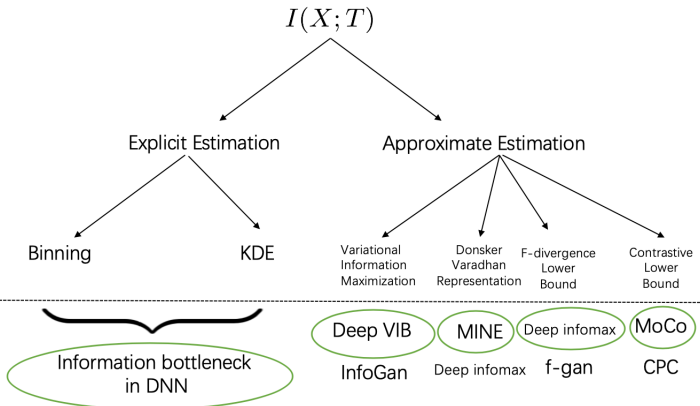 I(X;T)
Explicit Estimation
Approximate Estimation
Binning
KDE
Variational
Information
Maximization
Donsker
Varadhan
Representation
F-divergence
Lower
Bound
Contrastive
Lower
Bound
Information bottleneck
in DNN
Deep VIB
InfoGan
MINE
Deep infomax
Deep infomax
f-gan
MoCo
CPC